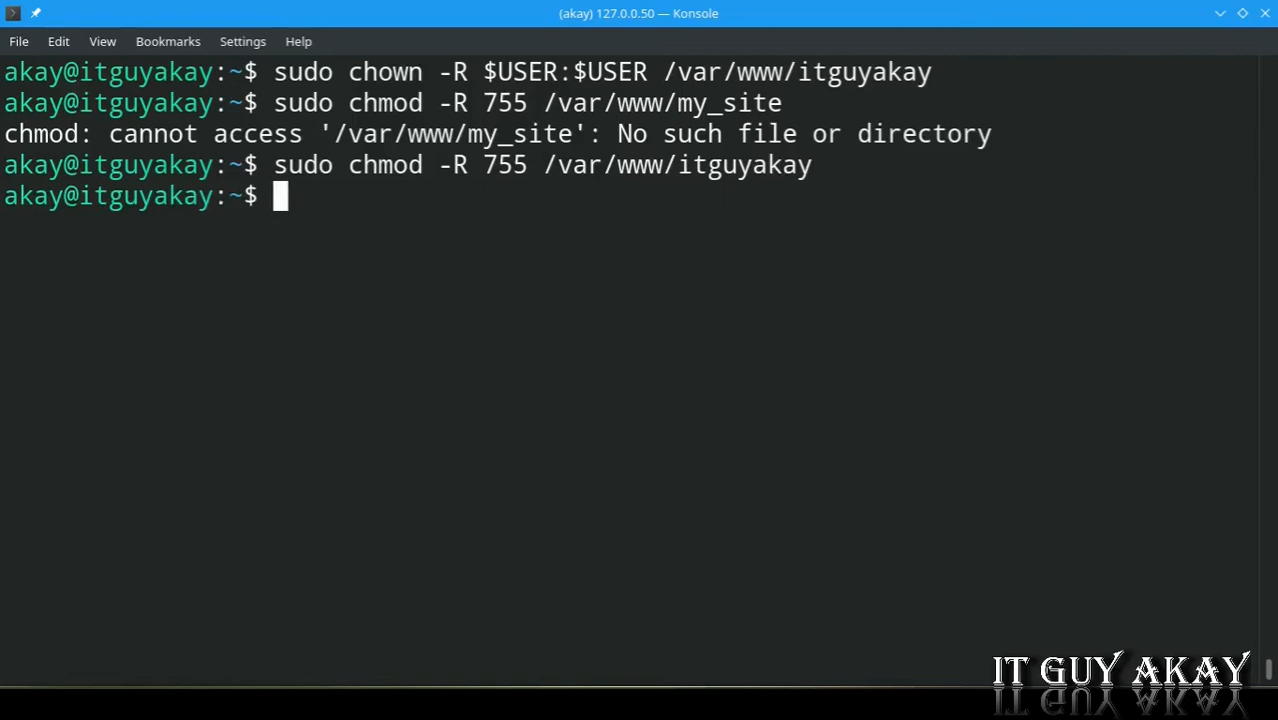 (akay) 127.0.0.50 — Konsole
File Edit View Bookmarks Settings Help
akay@itguyakay:~$ sudo chown -R $USER:$USER /var/www/itguyakay
akay@itguyakay:~$ sudo chmod -R 755 /var/www/my_site
chmod: cannot access '/var/www/my_site': No such file or directory
akay@itguyakay:~$ sudo chmod -R 755 /var/www/itguyakay
akay@itguyakay:~$
IT GUY AKAY